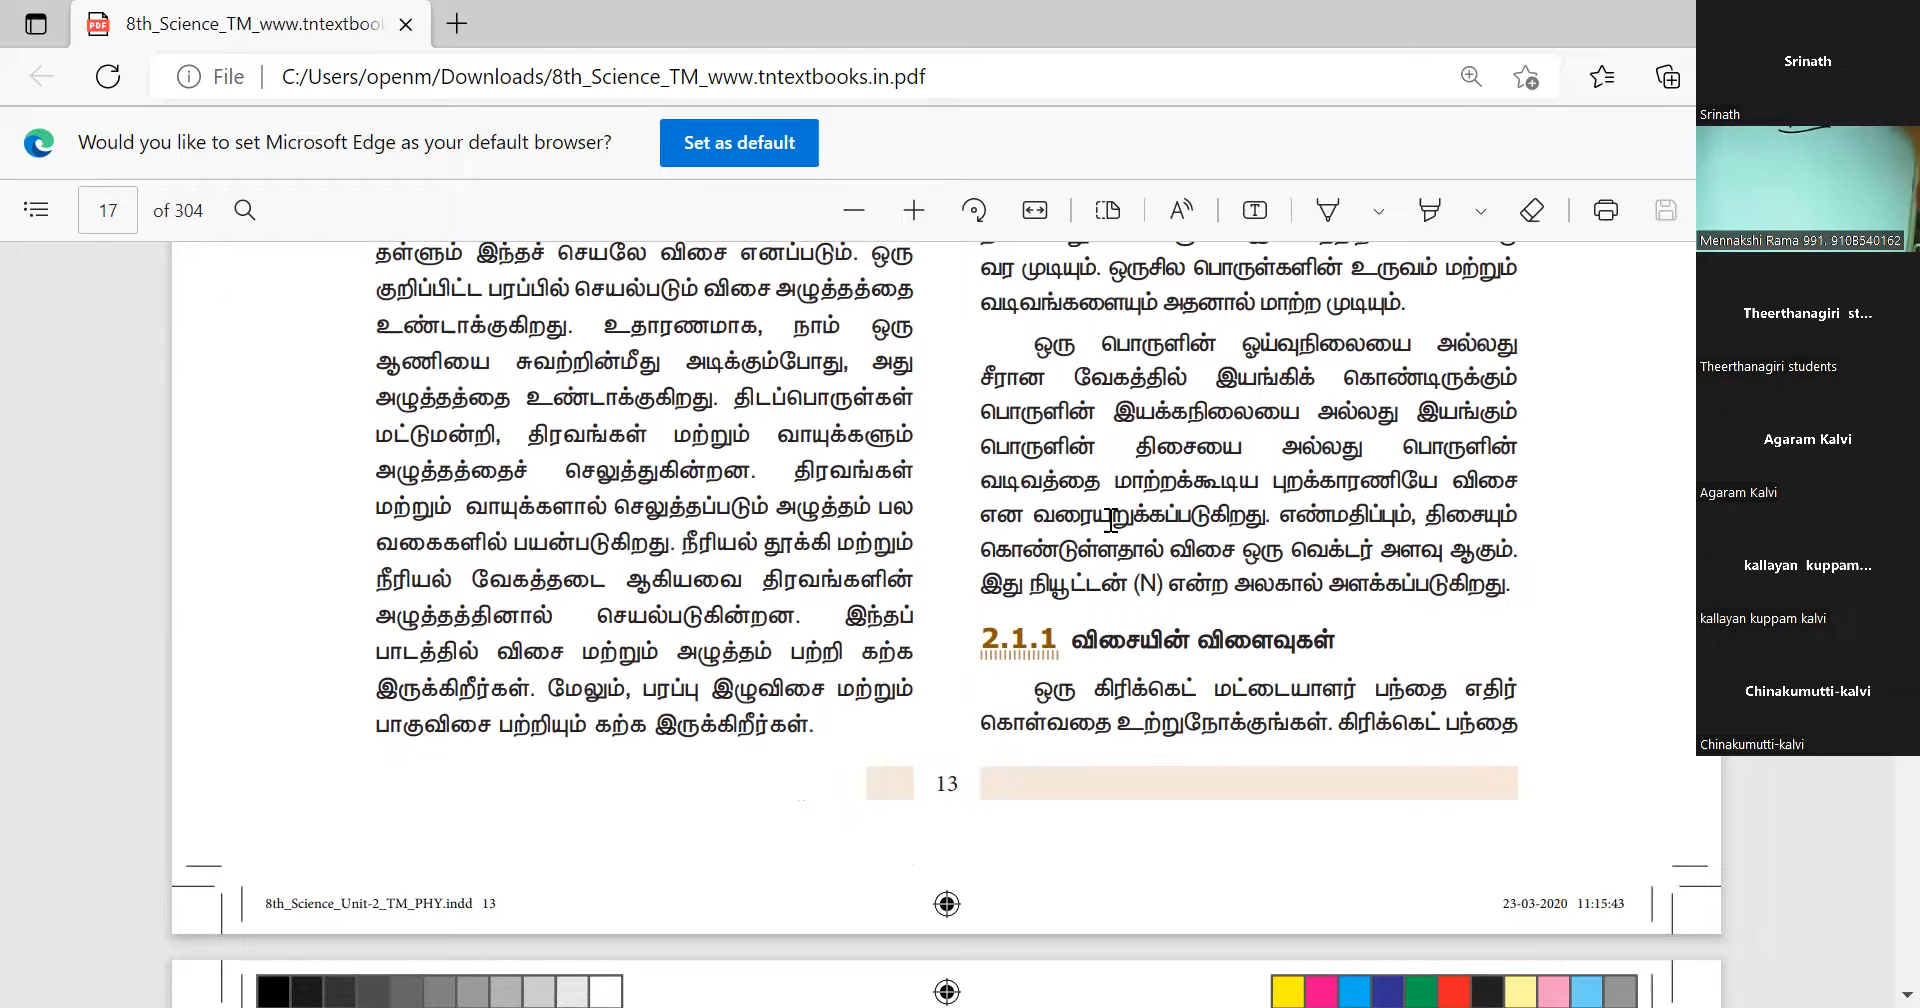 8th_Science_TM_www.tntextboo
File
C:/Users/openm/Downloads/8th_Science_TM_www.tntextbooks.in.pdf
Would you like to set Microsoft Edge as your default browser?
Set as default
17 of 304
தள்ளும் இந்தச் செயலே விசை எனப்படும். ஒரு
குறிப்பிட்ட பரப்பில் செயல்படும் விசை அழுத்தத்தை
உண்டாக்குகிறது. உதாரணமாக, நாம் ஒரு
ஆணியை சுவற்றின்மீது அடிக்கும்போது, அது
அழுத்தத்தை உண்டாக்குகிறது. திடப்பொருள்கள்
மட்டுமன்றி, திரவங்கள் மற்றும் வாயுக்களும்
அழுத்தத்தைச் செலுத்துகின்றன. திரவங்கள்
மற்றும் வாயுக்களால் செலுத்தப்படும் அழுத்தம் பல
வகைகளில் பயன்படுகிறது. நீரியல் தூக்கி மற்றும்
நீரியல் வேகத்தடை ஆகியவை திரவங்களின்
அழுத்தத்தினால் செயல்படுகின்றன. இந்தப்
பாடத்தில் விசை மற்றும் அழுத்தம் பற்றி கற்க
இருக்கிறீர்கள். மேலும், பரப்பு இழுவிசை மற்றும்
பாகுவிசை பற்றியும் கற்க இருக்கிறீர்கள்.
வர முடியும். ஒருசில பொருள்களின் உருவம் மற்றும்
வடிவங்களையும் அதனால் மாற்ற முடியும்.
ஒரு பொருளின் ஓய்வுநிலையை அல்லது
சீரான வேகத்தில் இயங்கிக் கொண்டிருக்கும்
பொருளின் இயக்கநிலையை அல்லது இயங்கும்
பொருளின் திசையை அல்லது பொருளின்
வடிவத்தை மாற்றக்கூடிய புறக்காரணியே விசை
என வரையறுக்கப்படுகிறது. எண்மதிப்பும், திசையும்
கொண்டுள்ளதால் விசை ஒரு வெக்டர் அளவு ஆகும்.
இது நியூட்டன் (N) என்ற அலகால் அளக்கப்படுகிறது.
2.1.1 விசையின் விளைவுகள்
ஒரு கிரிக்கெட் மட்டையாளர் பந்தை எதிர்
கொள்வதை உற்றுநோக்குங்கள். கிரிக்கெட் பந்தை
13
8th_Science_Unit-2_TM_PHY.indd 13
23-03-2020 11:15:43
Srinath
Srinath
Mennakshi Rama 991. 910B540162
Theerthanagiri st...
Theerthanagiri students
Agaram Kalvi
Agaram Kalvi
kallayan kuppam...
kallayan kuppam kalvi
Chinakumutti-kalvi
Chinakumutti-kalvi